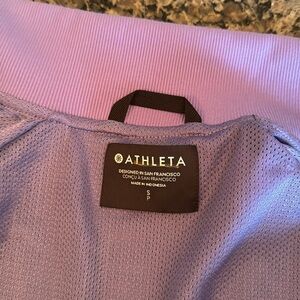 ATHLETA
DESIGNED IN SAN FRANCISCO
CONÇU À SAN FRANCISCO
MADE IN INDONESIA
S
P